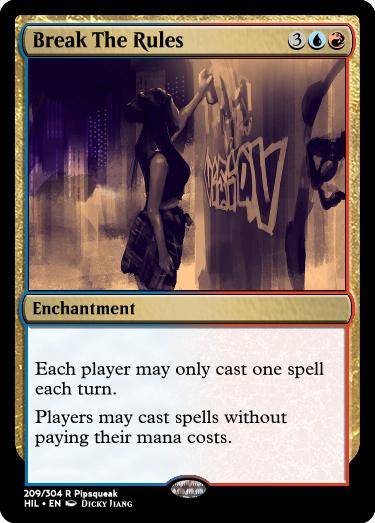 Break The Rules 3
Enchantment
Each player may only cast one spell
each turn.
Players may cast spells without
paying their mana costs.
209/304 R Pipsqueak
HIL • EN DICKY JIANG